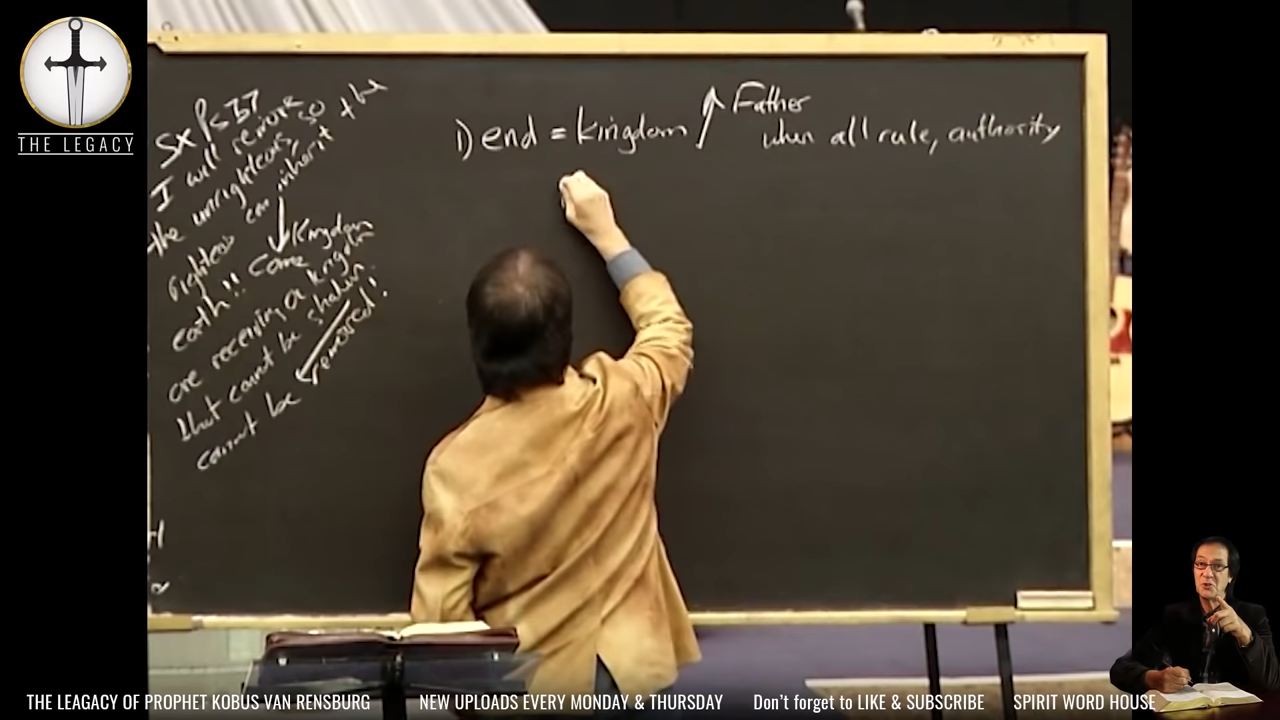 THE LEGACY
5x Ps 37
I will remove
the unrighteous, so
righteous can inherit the
earth!! come Kingdom
are receiving a kingdom
that cannot be shaken.
cannot be removed!
1) end = kingdom Father
when all rule, authority
THE LEAGACY OF PROPHET KOBUS VAN RENSBURG NEW UPLOADS EVERY MONDAY & THURSDAY Don't forget to LIKE & SUBSCRIBE SPIRIT WORD HOUSE